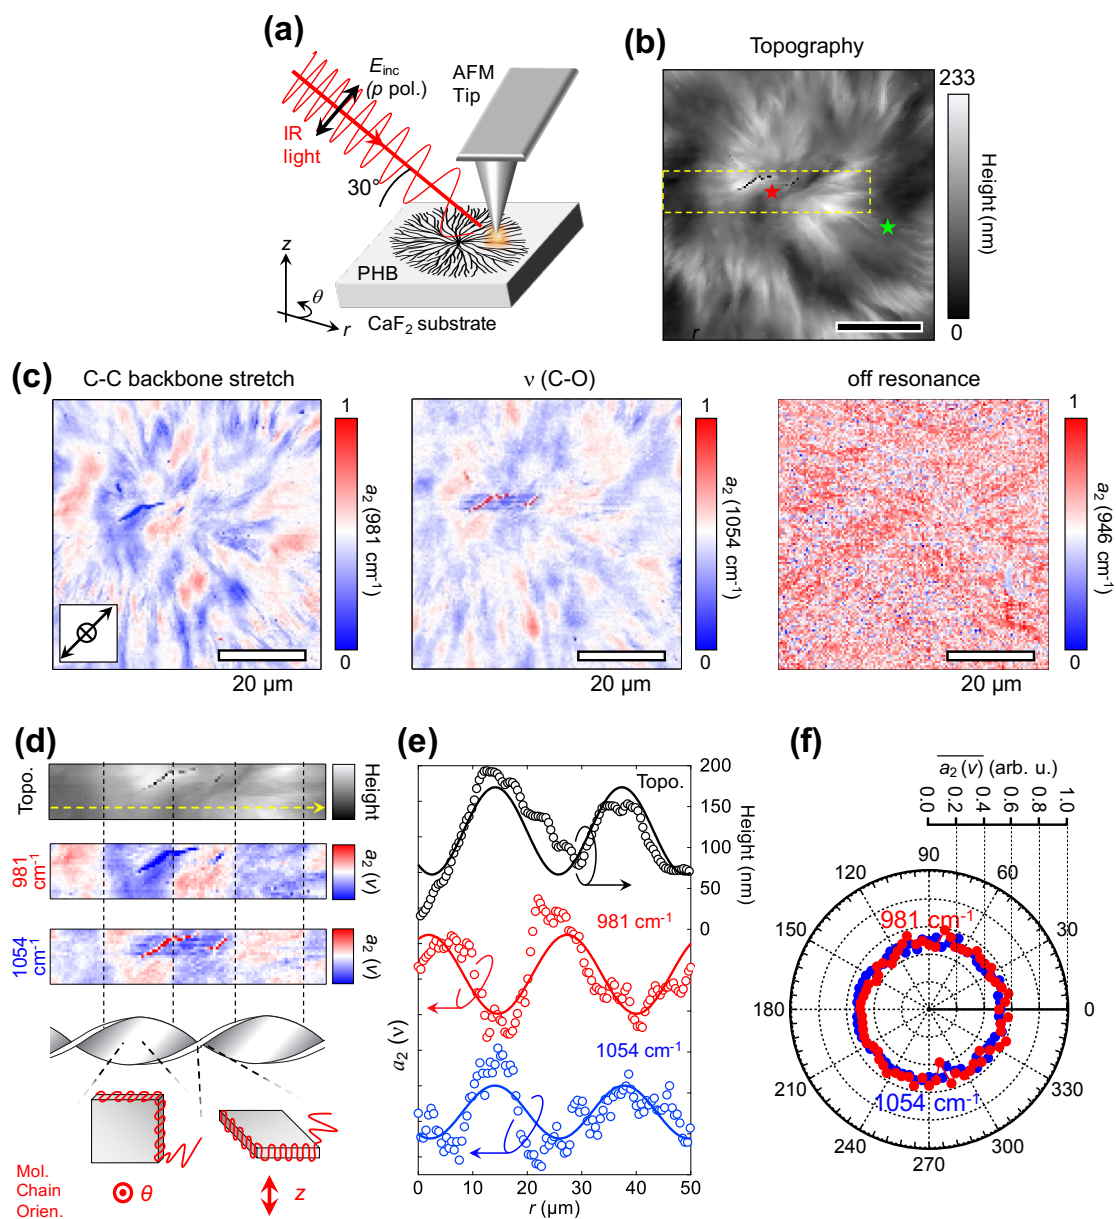 (a)
E inc
(p pol.)
AFM
Tip
IR
light
30°
z
θ
r
PHB
CaF2 substrate
(b)
Topography
233
Height (nm)
0
r
(c)
C-C backbone stretch
1
a2 (981 cm-1)
0
20 µm
ν (C-O)
1
a2 (1054 cm-1)
0
20 µm
off resonance
1
a2 (946 cm-1)
0
20 µm
(d)
Topo.
Height
981
cm-1
a2 (ν)
1054
cm-1
a2 (ν)
Mol.
Chain
Orien.
θ
z
(e)
Topo.
200
150
100
50
0
Height (nm)
981 cm-1
1054 cm-1
a2 (ν)
0 10 20 30 40 50
r (µm)
(f)
a2 (ν) (arb. u.)
0.0 0.2 0.4 0.6 0.8 1.0
90
120 60
150 30
180 0
210 330
240 300
270
981 cm-1
1054 cm-1